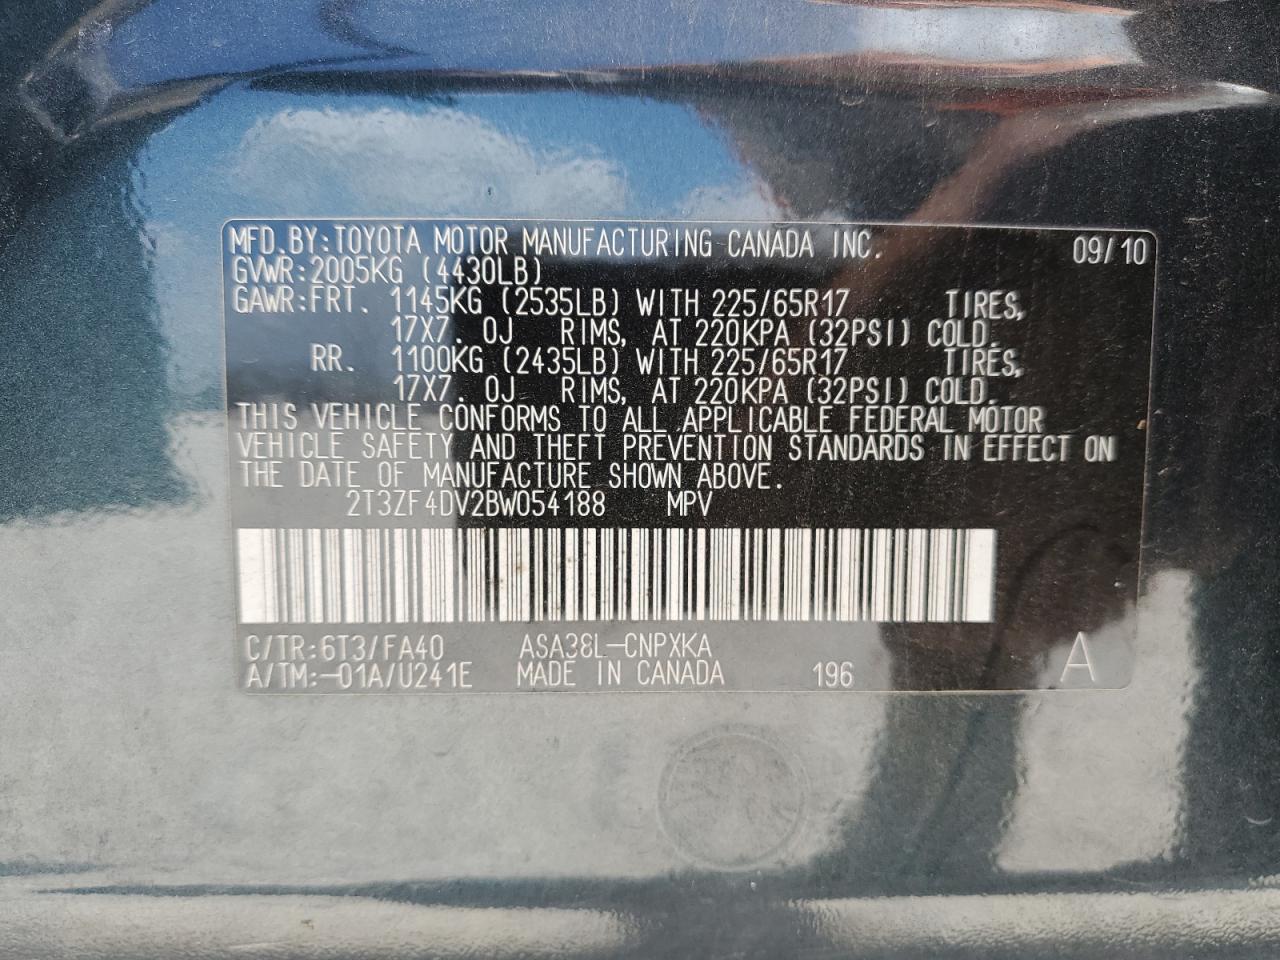 MFD.BY:TOYOTA MOTOR MANUFACTURING CANADA INC. 09/10
GVWR:2005KG (4430LB)
GAWR:FRT. 1145KG (2535LB) WITH 225/65R17 TIRES,
17X7.0J RIMS, AT 220KPA (32PSI) COLD.
RR. 1100KG (2435LB) WITH 225/65R17 TIRES,
17X7.0J RIMS, AT 220KPA (32PSI) COLD.
THIS VEHICLE CONFORMS TO ALL APPLICABLE FEDERAL MOTOR
VEHICLE SAFETY AND THEFT PREVENTION STANDARDS IN EFFECT ON
THE DATE OF MANUFACTURE SHOWN ABOVE.
2T3ZF4DV2BW054188 MPV
C/TR:6T3/FA40 ASA38L-CNPXKA
A/TM:-01A/U241E MADE IN CANADA 196 A